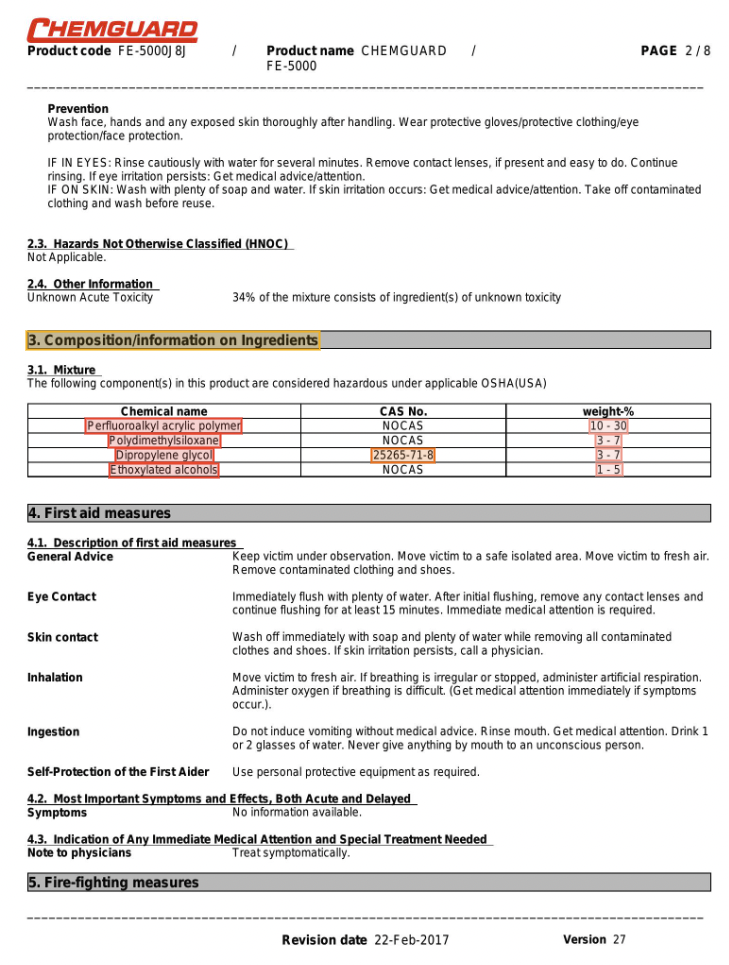 CHEMGUARD
Product code FE-5000J8J / Product name CHEMGUARD / PAGE 2 / 8
FE-5000
Prevention
Wash face, hands and any exposed skin thoroughly after handling. Wear protective gloves/protective clothing/eye
protection/face protection.
IF IN EYES: Rinse cautiously with water for several minutes. Remove contact lenses, if present and easy to do. Continue
rinsing. If eye irritation persists: Get medical advice/attention.
IF ON SKIN: Wash with plenty of soap and water. If skin irritation occurs: Get medical advice/attention. Take off contaminated
clothing and wash before reuse.
2.3. Hazards Not Otherwise Classified (HNOC)
Not Applicable.
2.4. Other Information
Unknown Acute Toxicity 34% of the mixture consists of ingredient(s) of unknown toxicity
3. Composition/information on Ingredients
3.1. Mixture
The following component(s) in this product are considered hazardous under applicable OSHA(USA)
Chemical name CAS No. weight-%
Perfluoroalkyl acrylic polymer NOCAS 10 - 30
Polydimethylsiloxane NOCAS 3 - 7
Dipropylene glycol 25265-71-8 3 - 7
Ethoxylated alcohols NOCAS 1 - 5
4. First aid measures
4.1. Description of first aid measures
General Advice Keep victim under observation. Move victim to a safe isolated area. Move victim to fresh air.
Remove contaminated clothing and shoes.
Eye Contact Immediately flush with plenty of water. After initial flushing, remove any contact lenses and
continue flushing for at least 15 minutes. Immediate medical attention is required.
Skin contact Wash off immediately with soap and plenty of water while removing all contaminated
clothes and shoes. If skin irritation persists, call a physician.
Inhalation Move victim to fresh air. If breathing is irregular or stopped, administer artificial respiration.
Administer oxygen if breathing is difficult. (Get medical attention immediately if symptoms
occur.).
Ingestion Do not induce vomiting without medical advice. Rinse mouth. Get medical attention. Drink 1
or 2 glasses of water. Never give anything by mouth to an unconscious person.
Self-Protection of the First Aider Use personal protective equipment as required.
4.2. Most Important Symptoms and Effects, Both Acute and Delayed
Symptoms No information available.
4.3. Indication of Any Immediate Medical Attention and Special Treatment Needed
Note to physicians Treat symptomatically.
5. Fire-fighting measures
Revision date 22-Feb-2017 Version 27